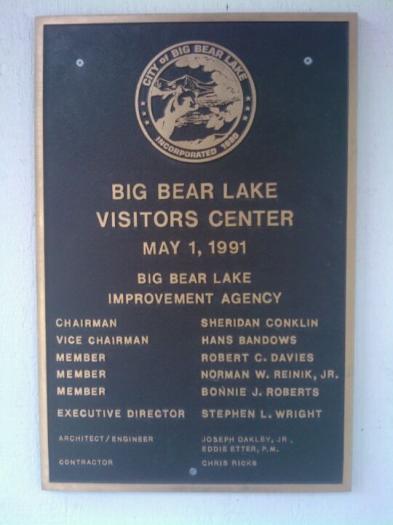 CITY of BIG BEAR LAKE
INCORPORATED 1980
BIG BEAR LAKE
VISITORS CENTER
MAY 1, 1991
BIG BEAR LAKE
IMPROVEMENT AGENCY
CHAIRMAN SHERIDAN CONKLIN
VICE CHAIRMAN HANS BANDOWS
MEMBER ROBERT C. DAVIES
MEMBER NORMAN W. REINIK, JR.
MEMBER BONNIE J. ROBERTS
EXECUTIVE DIRECTOR STEPHEN L. WRIGHT
ARCHITECT/ENGINEER JOSEPH OAKLEY, JR.
EDDIE ETTER, P.M.
CONTRACTOR CHRIS RICKS